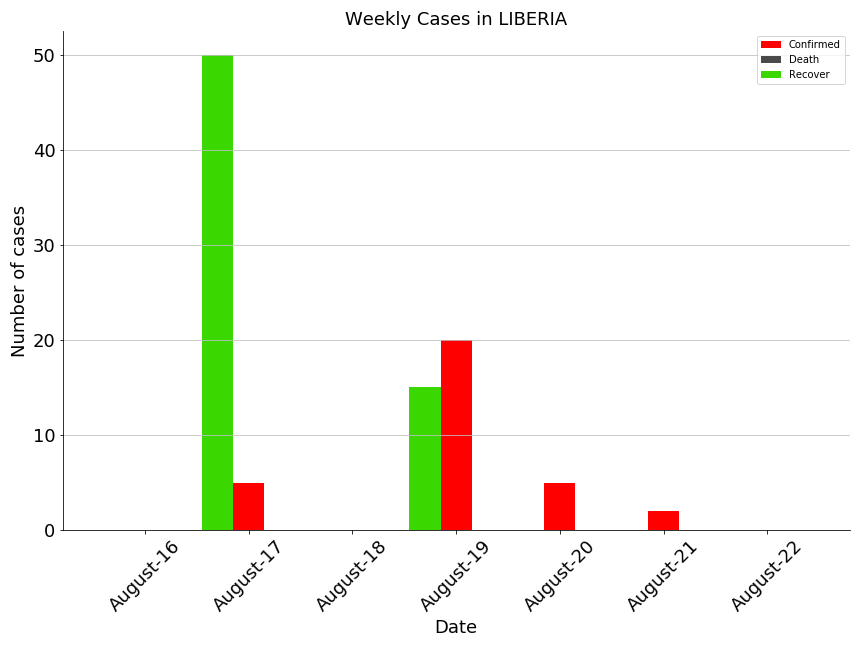 Weekly Cases in LIBERIA
Confirmed
Death
Recover
Number of cases
50
40
30
20
10
0
August-16
August-17
August-18
August-19
August-20
August-21
August-22
Date